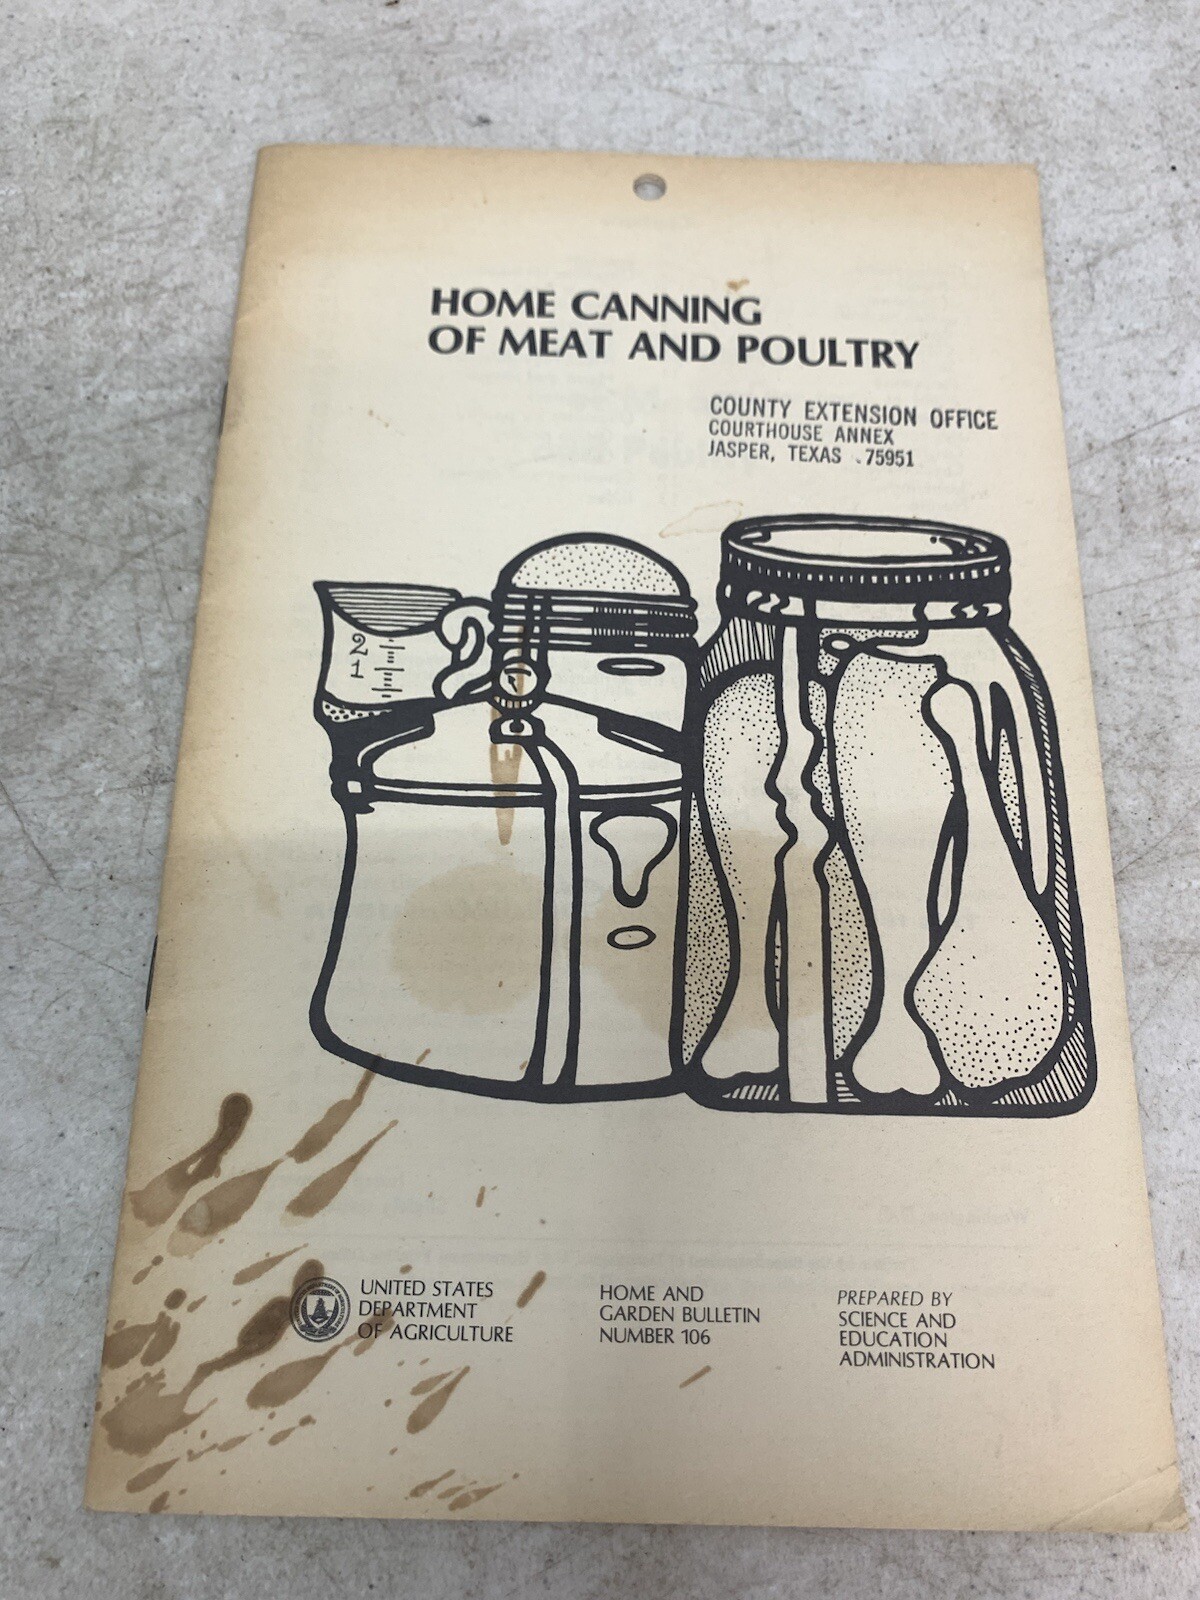 HOME CANNING
OF MEAT AND POULTRY
COUNTY EXTENSION OFFICE
COURTHOUSE ANNEX
JASPER, TEXAS 75951
2
1
UNITED STATES
DEPARTMENT
OF AGRICULTURE
HOME AND
GARDEN BULLETIN
NUMBER 106
PREPARED BY
SCIENCE AND
EDUCATION
ADMINISTRATION